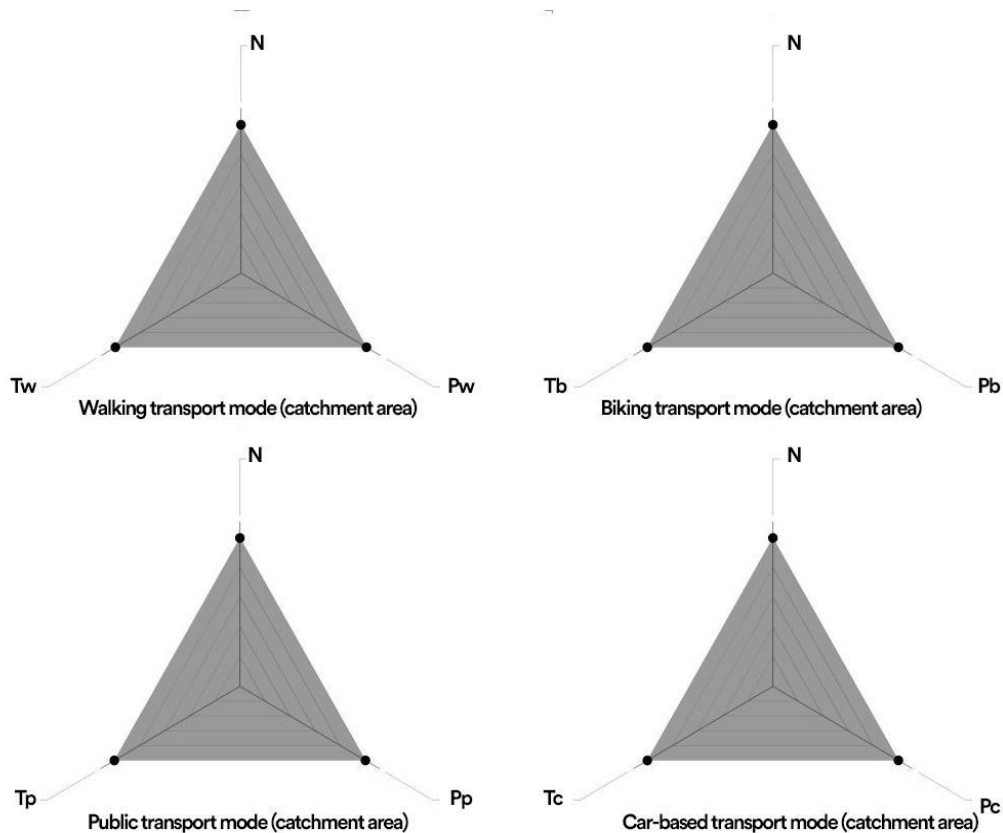 N
N
Tw
Pw
Tb
Pb
Walking transport mode (catchment area)
Biking transport mode (catchment area)
N
N
Tp
Pp
Tc
Pc
Public transport mode (catchment area)
Car-based transport mode (catchment area)